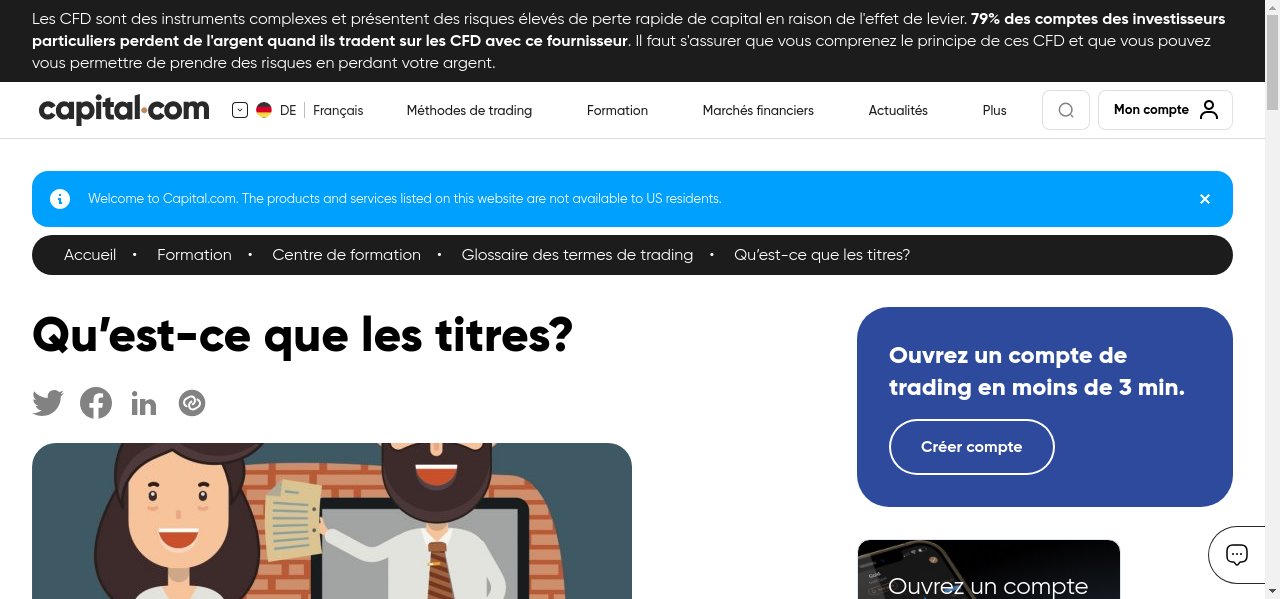 Les CFD sont des instruments complexes et présentent des risques élevés de perte rapide de capital en raison de l'effet de levier. 79% des comptes des investisseurs
particuliers perdent de l'argent quand ils tradent sur les CFD avec ce fournisseur. Il faut s'assurer que vous comprenez le principe de ces CFD et que vous pouvez
vous permettre de prendre des risques en perdant votre argent.
capital.com DE Français Méthodes de trading Formation Marchés financiers Actualités Plus Mon compte
Welcome to Capital.com. The products and services listed on this website are not available to US residents.
Accueil • Formation • Centre de formation • Glossaire des termes de trading • Qu’est-ce que les titres?
Qu’est-ce que les titres?
Ouvrez un compte de
trading en moins de 3 min.
Créer compte
Ouvrez un compte